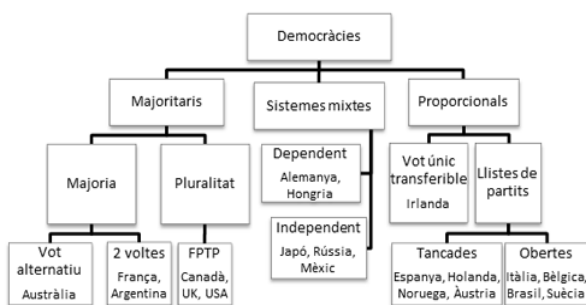 Democràcies
Majoritaris
Sistemes mixtes
Proporcionals
Majoria
Pluralitat
Dependent
Alemanya,
Hongria
Independent
Japó, Rússia,
Mèxic
Vot únic
transferible
Irlanda
Llistes de
partits
Vot
alternatiu
Austràlia
2 voltes
França,
Argentina
FPTP
Canadà,
UK, USA
Tancades
Espanya, Holanda,
Noruega, Àustria
Obertes
Itàlia, Bèlgica,
Brasil, Suècia